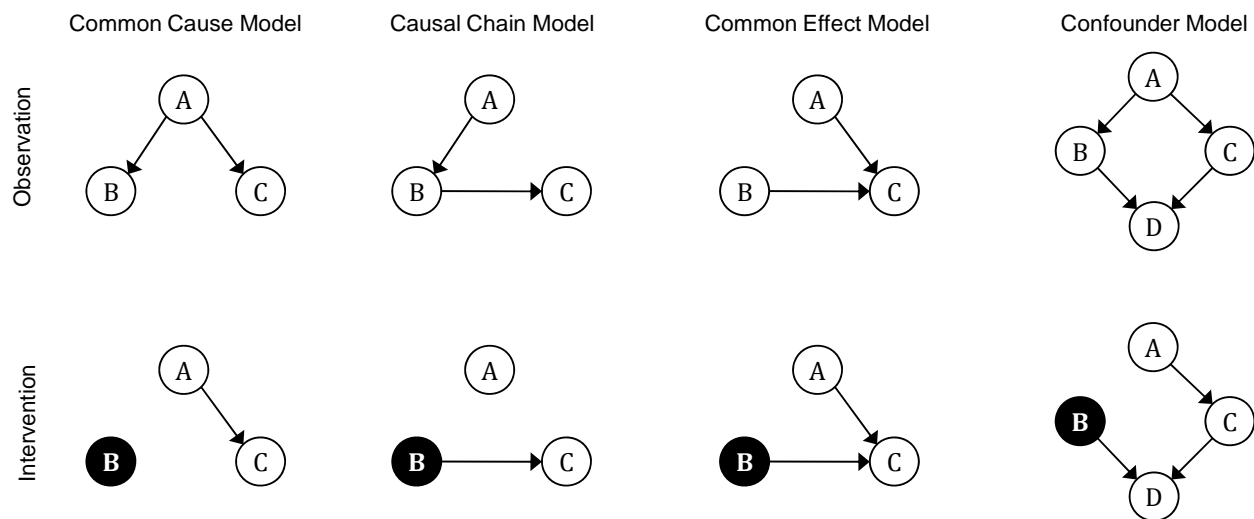 Common Cause Model
Causal Chain Model
Common Effect Model
Confounder Model
Observation
A
B
C
A
B
C
A
B
C
A
B
C
D
Intervention
A
B
C
A
B
C
A
B
C
A
B
C
D